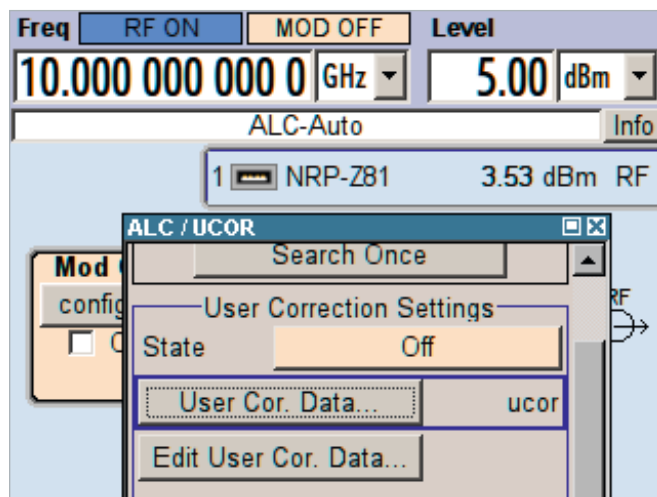 Freq RF ON MOD OFF Level
10.000 000 000 0 GHz 5.00 dBm
ALC-Auto Info
1 NRP-Z81 3.53 dBm RF
ALC / UCOR
Search Once
Mod
config
User Correction Settings
RF
State Off
User Cor. Data... ucor
Edit User Cor. Data...